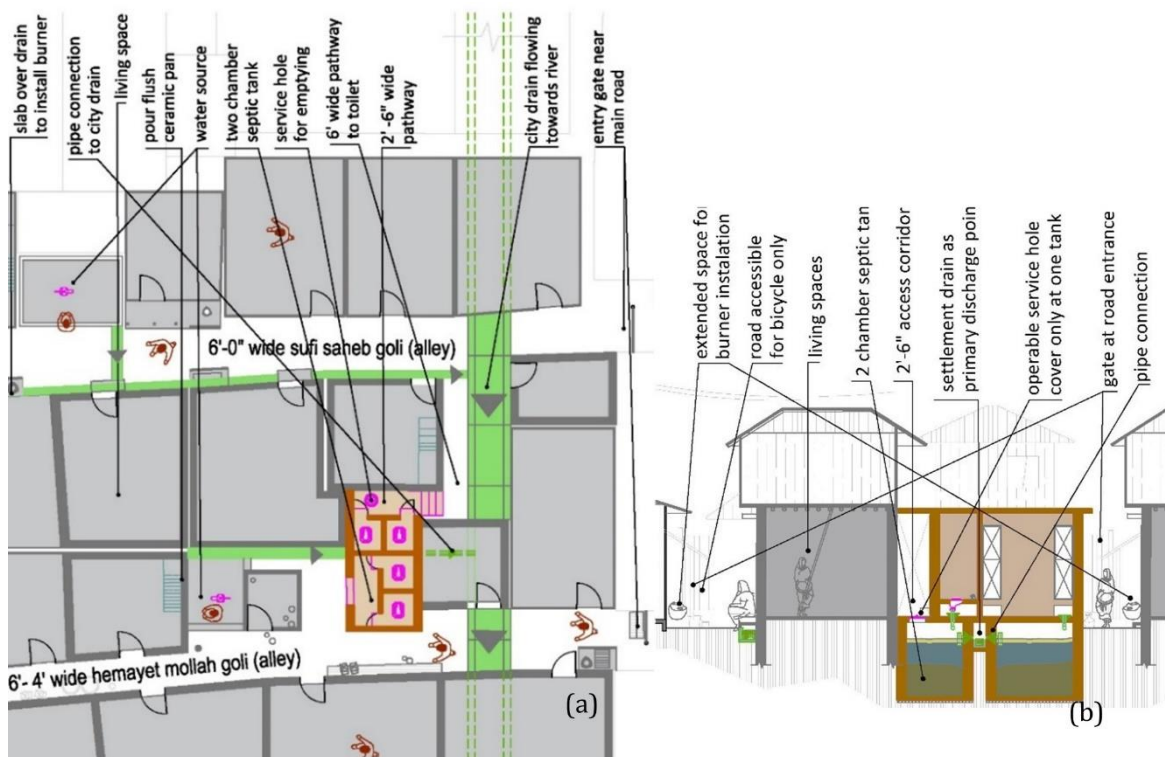 slab over drain
to install burner
pipe connection
to city drain
living space
pour flush
ceramic pan
water source
two chamber
septic tank
service hole
for emptying
6' wide pathway
to toilet
2' -6" wide
pathway
city drain flowing
towards river
entry gate near
main road
6'-0" wide sufi saheb goli (alley)
6'- 4' wide hemayet mollah goli (alley)
(a)
extended space fo
burner instalation
road accessible
for bicycle only
living spaces
2 chamber septic tan
2'-6" access corridor
settlement drain as
primary discharge poin
operable service hole
cover only at one tank
gate at road entrance
pipe connection
(b)